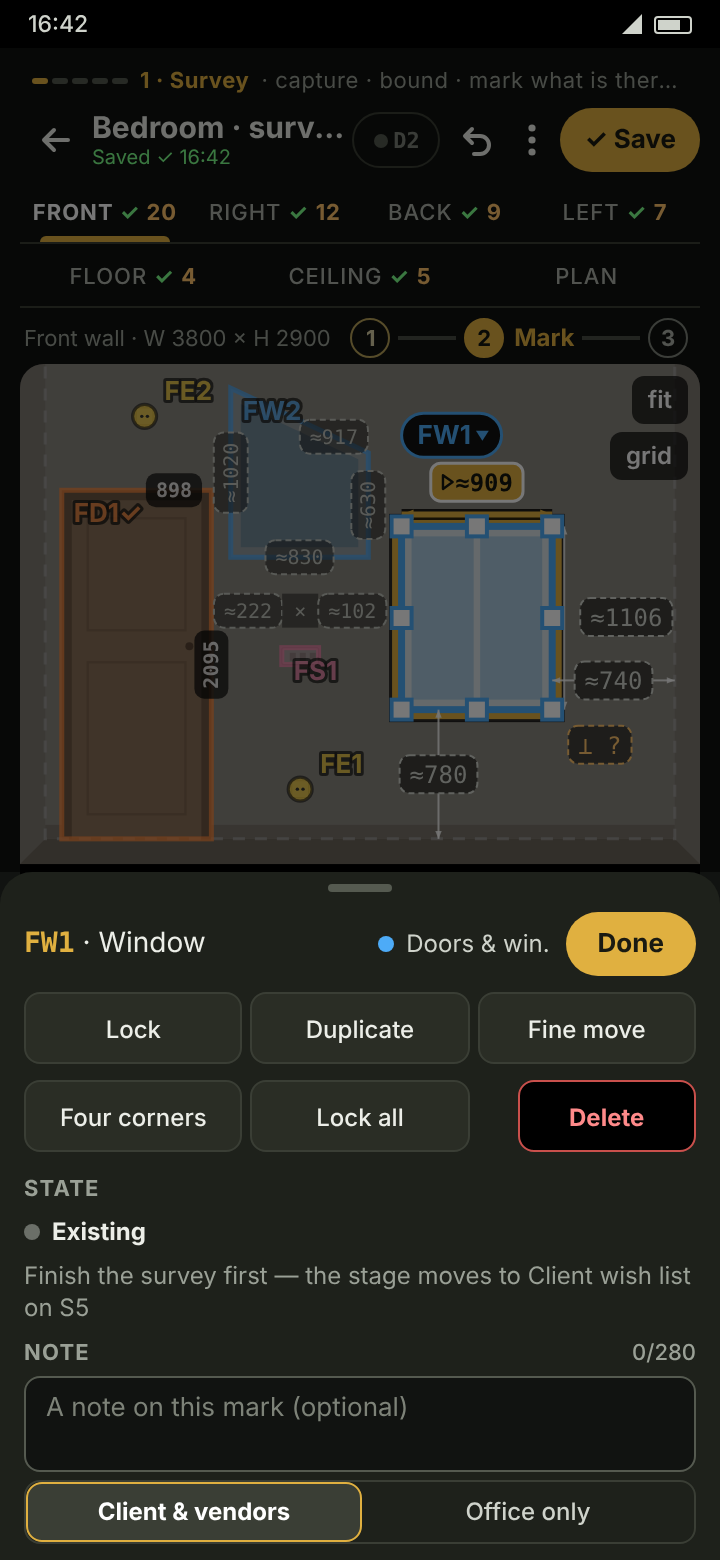 16:42
1 · Survey · capture · bound · mark what is ther…
Bedroom · surv…
Saved ✓ 16:42
D2
✓ Save
FRONT ✓ 20
RIGHT ✓ 12
BACK ✓ 9
LEFT ✓ 7
FLOOR ✓ 4
CEILING ✓ 5
PLAN
Front wall · W 3800 × H 2900
1
2 Mark
3
FE2
FW2
≈917
≈1020
≈630
≈830
FW1▾
▷≈909
fit
grid
898
FD1✓
2095
≈222 × ≈102
FS1
≈1106
≈740
⊥ ?
FE1
≈780
FW1 · Window
Doors & win.
Done
Lock
Duplicate
Fine move
Four corners
Lock all
Delete
STATE
Existing
Finish the survey first — the stage moves to Client wish list
on S5
NOTE
0/280
A note on this mark (optional)
Client & vendors
Office only